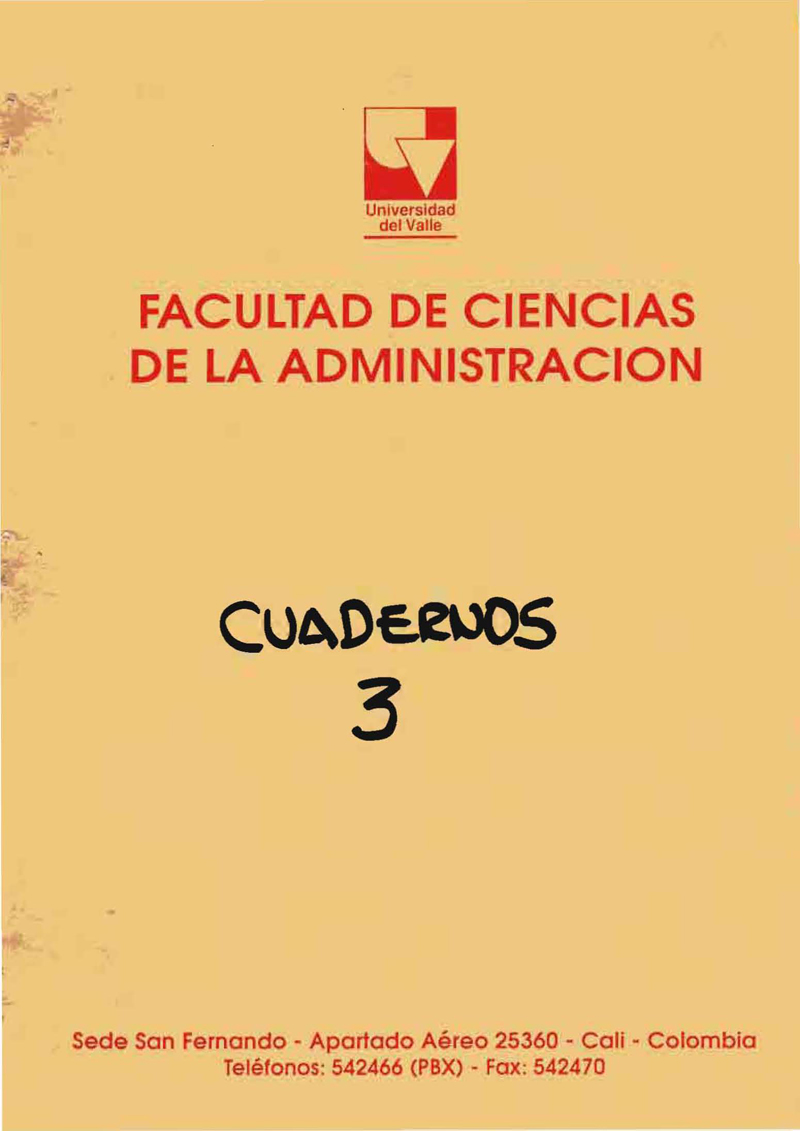 Universidad
del Valle
FACULTAD DE CIENCIAS
DE LA ADMINISTRACION
CUADERNOS
3
Sede San Fernando - Apartado Aéreo 25360 - Cali - Colombia
Teléfonos: 542466 (PBX) - Fax: 542470